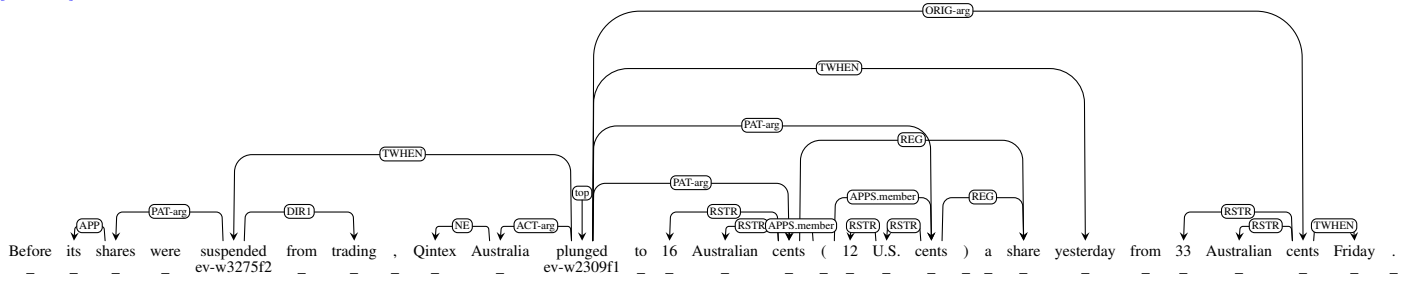 ORIG-arg
TWHEN
PAT-arg
REG
TWHEN
PAT-arg
top
APPS.member
REG
APP
PAT-arg
DIR1
NE
ACT-arg
RSTR
RSTR
APPS.member
RSTR
RSTR
RSTR
RSTR
TWHEN
Before its shares were suspended from trading , Qintex Australia plunged to 16 Australian cents ( 12 U.S. cents ) a share yesterday from 33 Australian cents Friday .
_ _ _ _ ev-w3275f2 _ _ _ _ _ ev-w2309f1 _ _ _ _ _ _ _ _ _ _ _ _ _ _ _ _ _ _